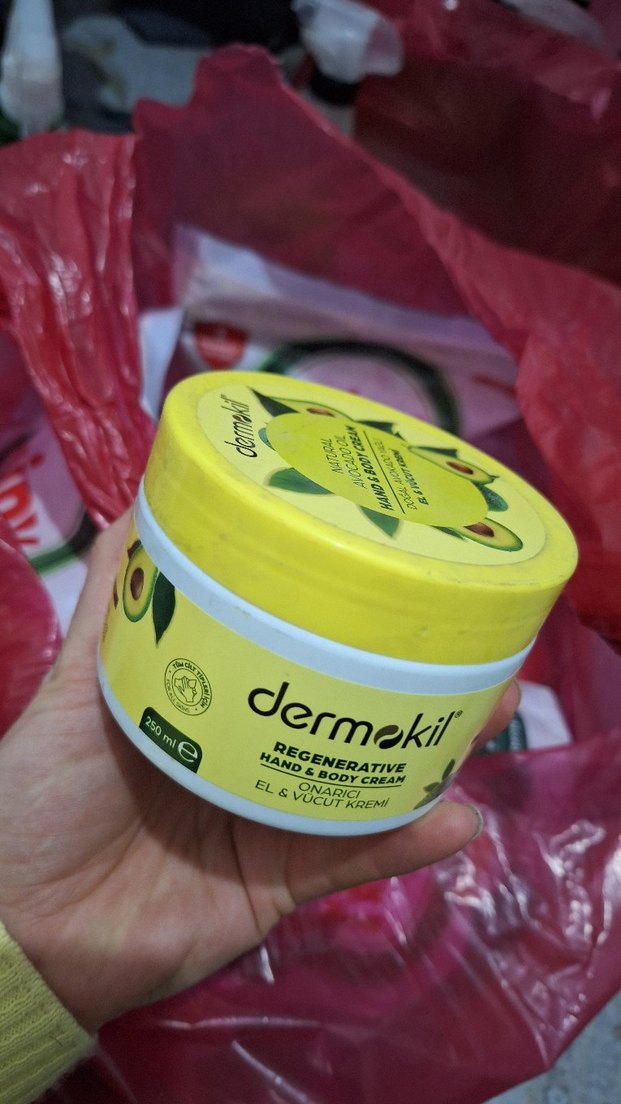 dermokil
NATURAL
AVOCADO OIL
HAND & BODY CREAM
DOĞAL AVOKADO YAĞLI
EL & VÜCUT KREMİ
TÜM CİLT TİPLERİ İÇİN
250 ml e
dermokil®
REGENERATIVE
HAND & BODY CREAM
ONARICI
EL & VÜCUT KREMİ